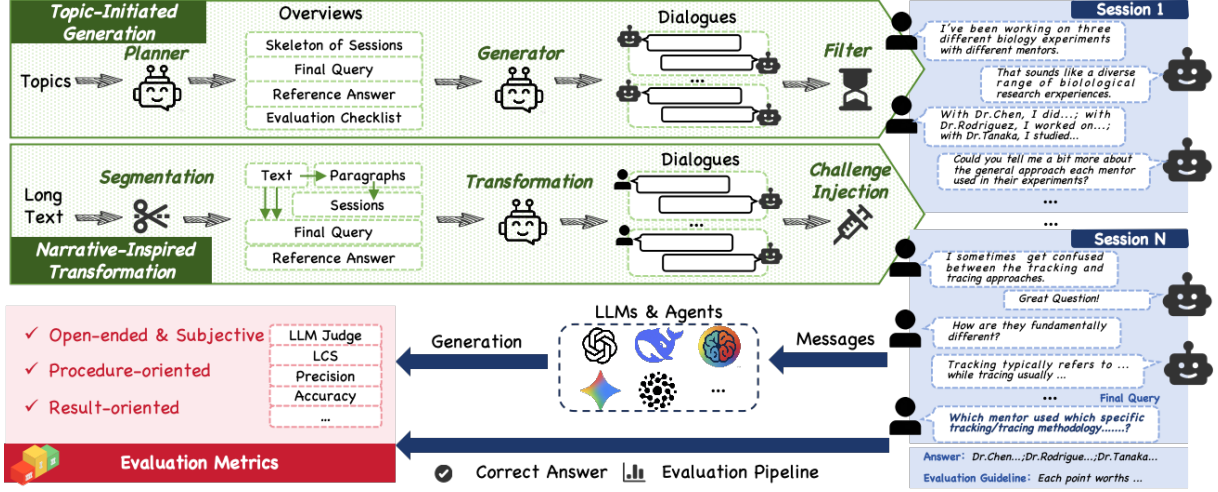 Topic-Initiated
Generation
Topics
Planner
Overviews
Skeleton of Sessions
Final Query
Reference Answer
Evaluation Checklist
Generator
Dialogues
...
Filter
Long
Text
Segmentation
Text
Paragraphs
Sessions
Final Query
Reference Answer
Transformation
Dialogues
...
Challenge
Injection
Narrative-Inspired
Transformation
Session 1
I've been working on three
different biology experiments
with different mentors.
That sounds like a diverse
range of biolological
research erxperiences.
With Dr.Chen, I did...; with
Dr.Rodriguez, I worked on...;
with Dr.Tanaka, I studied...
Could you tell me a bit more about
the general approach each mentor
used in their experiments?
...
...
Session N
I sometimes get confused
between the tracking and
tracing approaches.
Great Question!
How are they fundamentally
different?
Tracking typically refers to ...
while tracing usually ...
...
Final Query
Which mentor used which specific
tracking/tracing methodology.......?
Answer: Dr.Chen...;Dr.Rodrigue...;Dr.Tanaka...
Evaluation Guideline: Each point worths ...
Messages
LLMs & Agents
...
Generation
✓ Open-ended & Subjective
✓ Procedure-oriented
✓ Result-oriented
LLM Judge
LCS
Precision
Accuracy
...
Evaluation Metrics
Correct Answer
Evaluation Pipeline